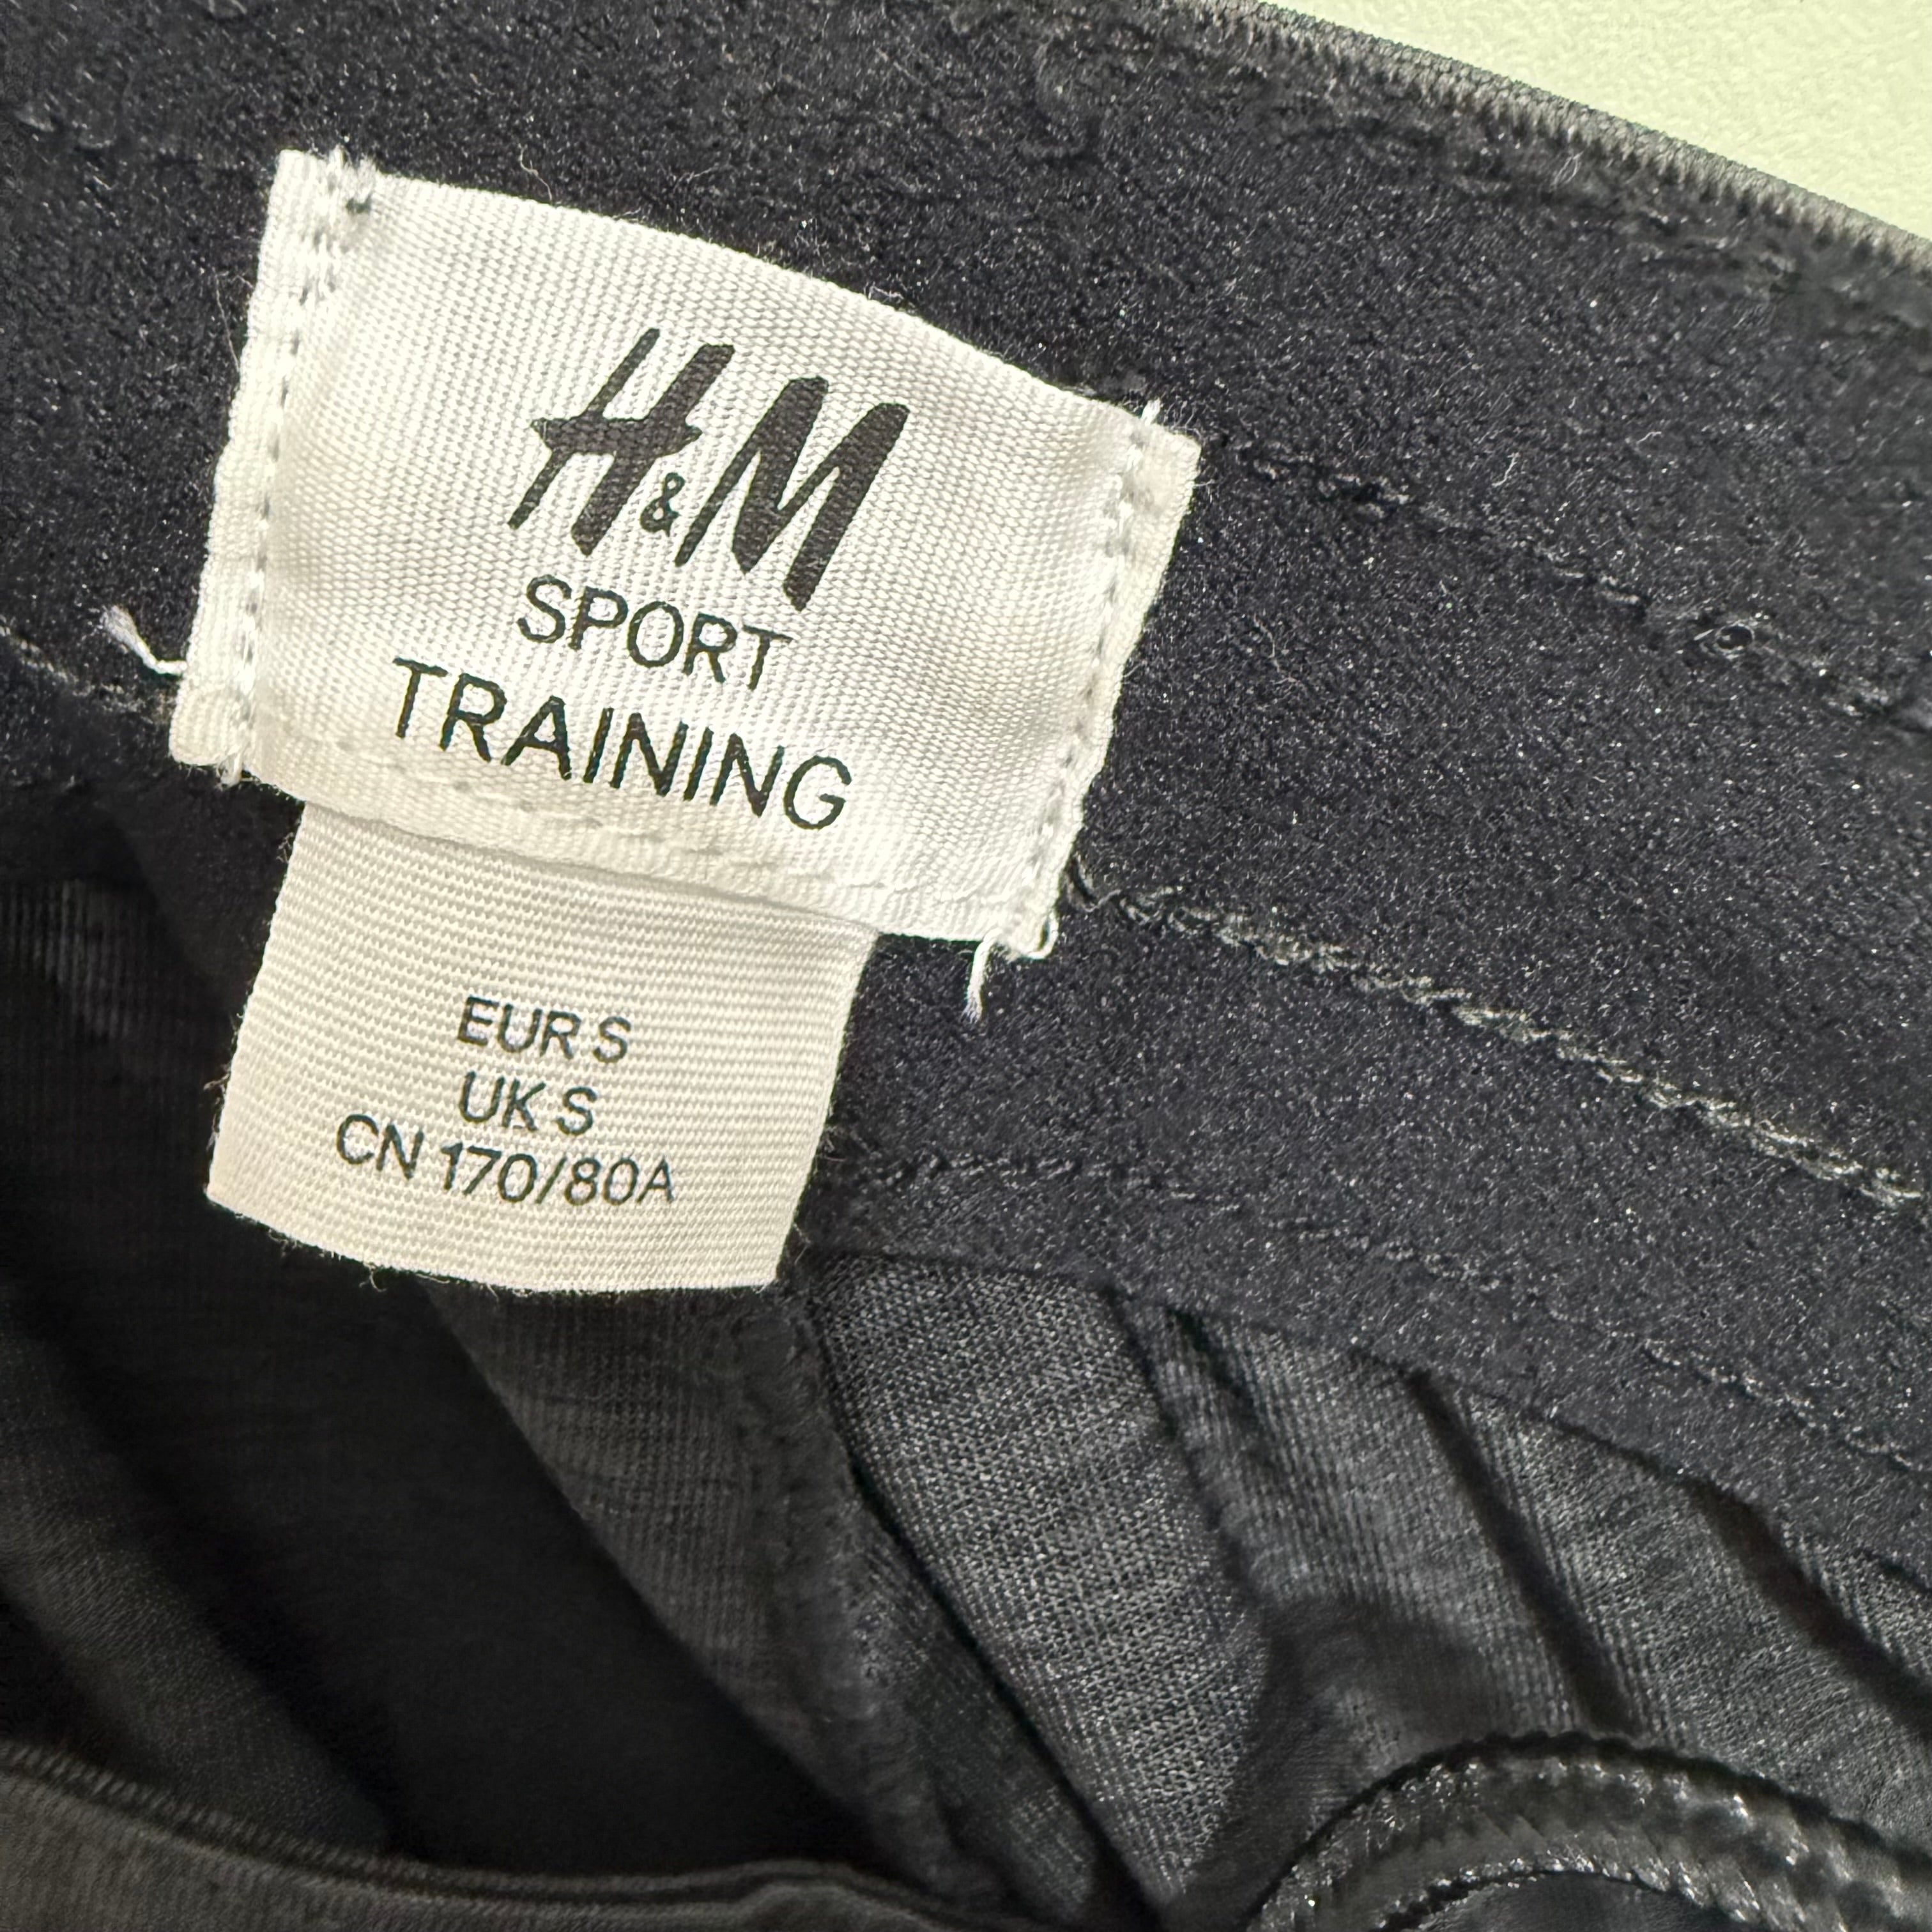 H&M
SPORT
TRAINING
EUR S
UK S
CN 170/80A